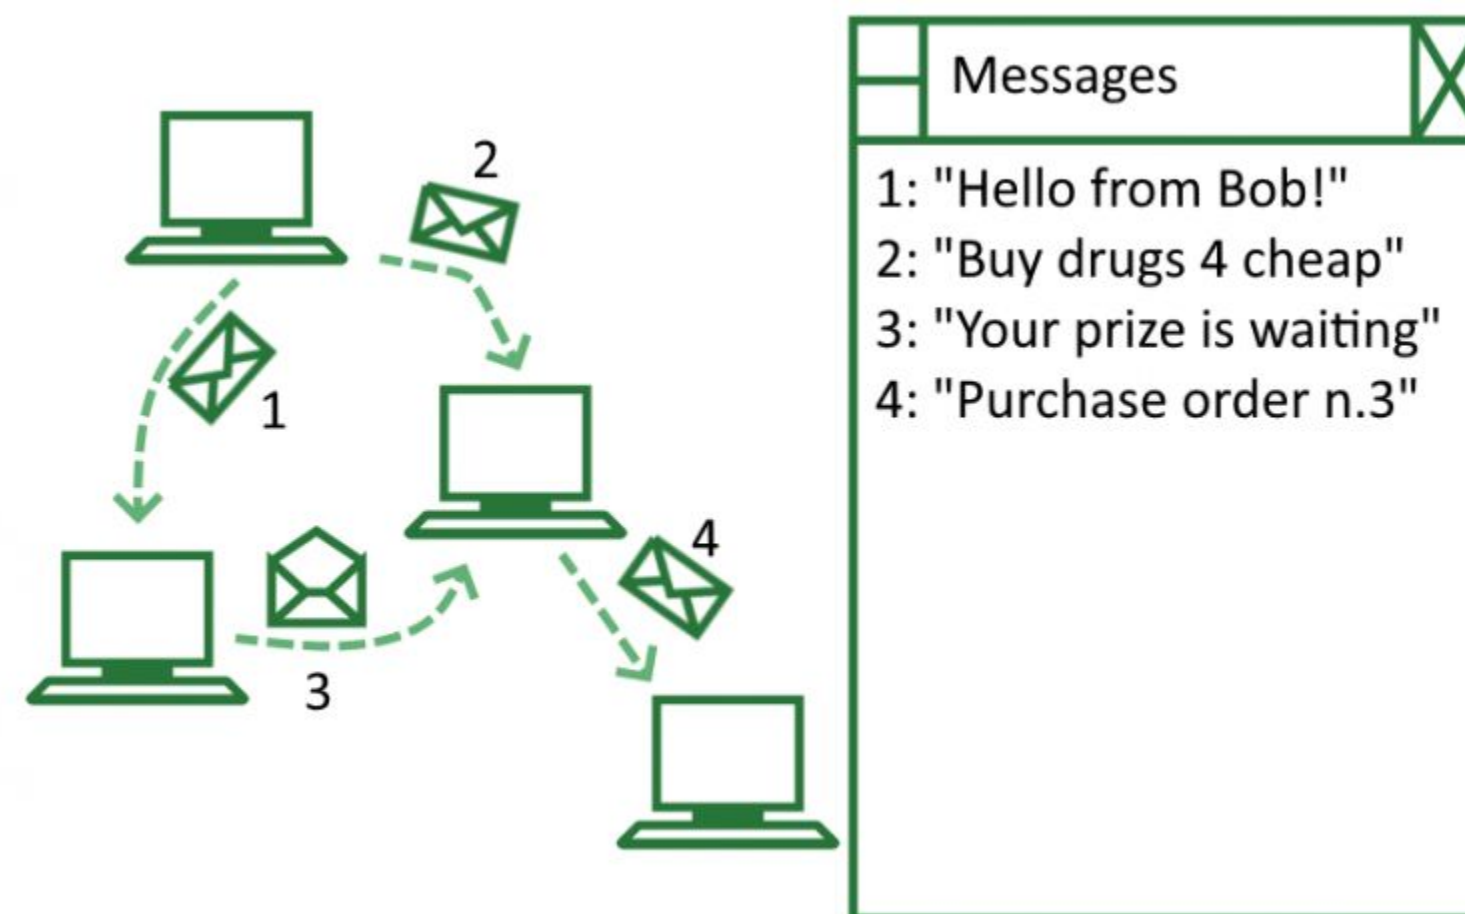 2
1
4
3
Messages
1: "Hello from Bob!"
2: "Buy drugs 4 cheap"
3: "Your prize is waiting"
4: "Purchase order n.3"